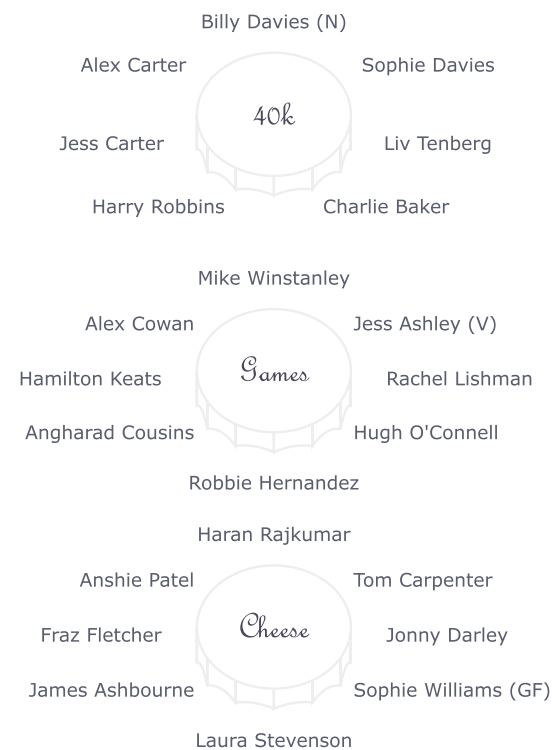 Billy Davies (N)
Alex Carter
Sophie Davies
40k
Jess Carter
Liv Tenberg
Harry Robbins
Charlie Baker
Mike Winstanley
Alex Cowan
Jess Ashley (V)
Games
Hamilton Keats
Rachel Lishman
Angharad Cousins
Hugh O'Connell
Robbie Hernandez
Haran Rajkumar
Anshie Patel
Tom Carpenter
Cheese
Fraz Fletcher
Jonny Darley
James Ashbourne
Sophie Williams (GF)
Laura Stevenson